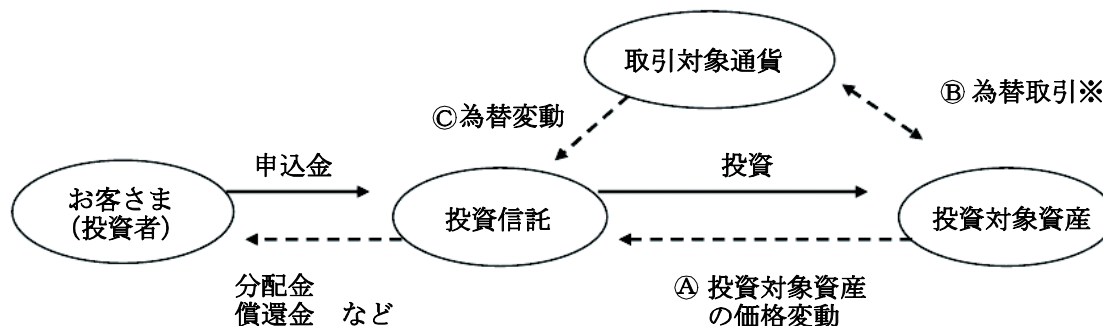 取引対象通貨
Ⓑ 為替取引※
Ⓒ為替変動
申込金
投資
お客さま
(投資者)
投資信託
投資対象資産
分配金
償還金 など
Ⓐ 投資対象資産
の価格変動